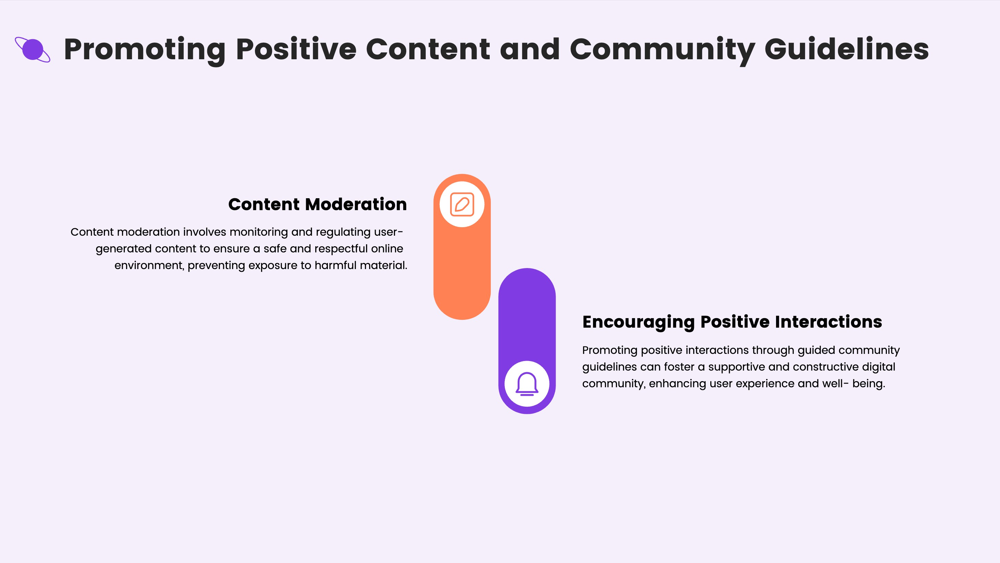 Promoting Positive Content and Community Guidelines
Content Moderation
Content moderation involves monitoring and regulating user-
generated content to ensure a safe and respectful online
environment, preventing exposure to harmful material.
Encouraging Positive Interactions
Promoting positive interactions through guided community
guidelines can foster a supportive and constructive digital
community, enhancing user experience and well- being.